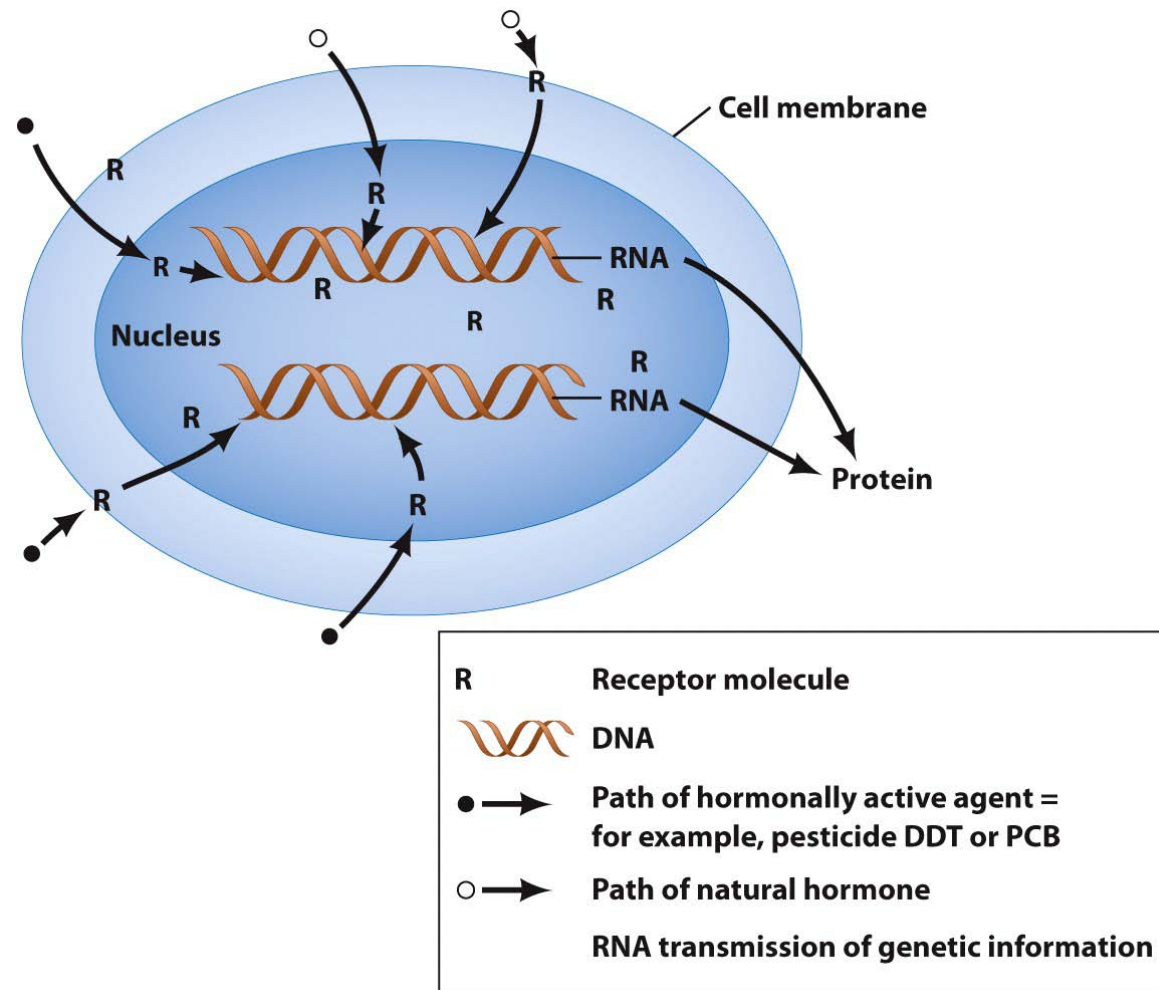 R
Cell membrane
R
R
R
RNA
R
R
R
Nucleus
R
RNA
R
Protein
R
R
R Receptor molecule
DNA
Path of hormonally active agent =
for example, pesticide DDT or PCB
Path of natural hormone
RNA transmission of genetic information